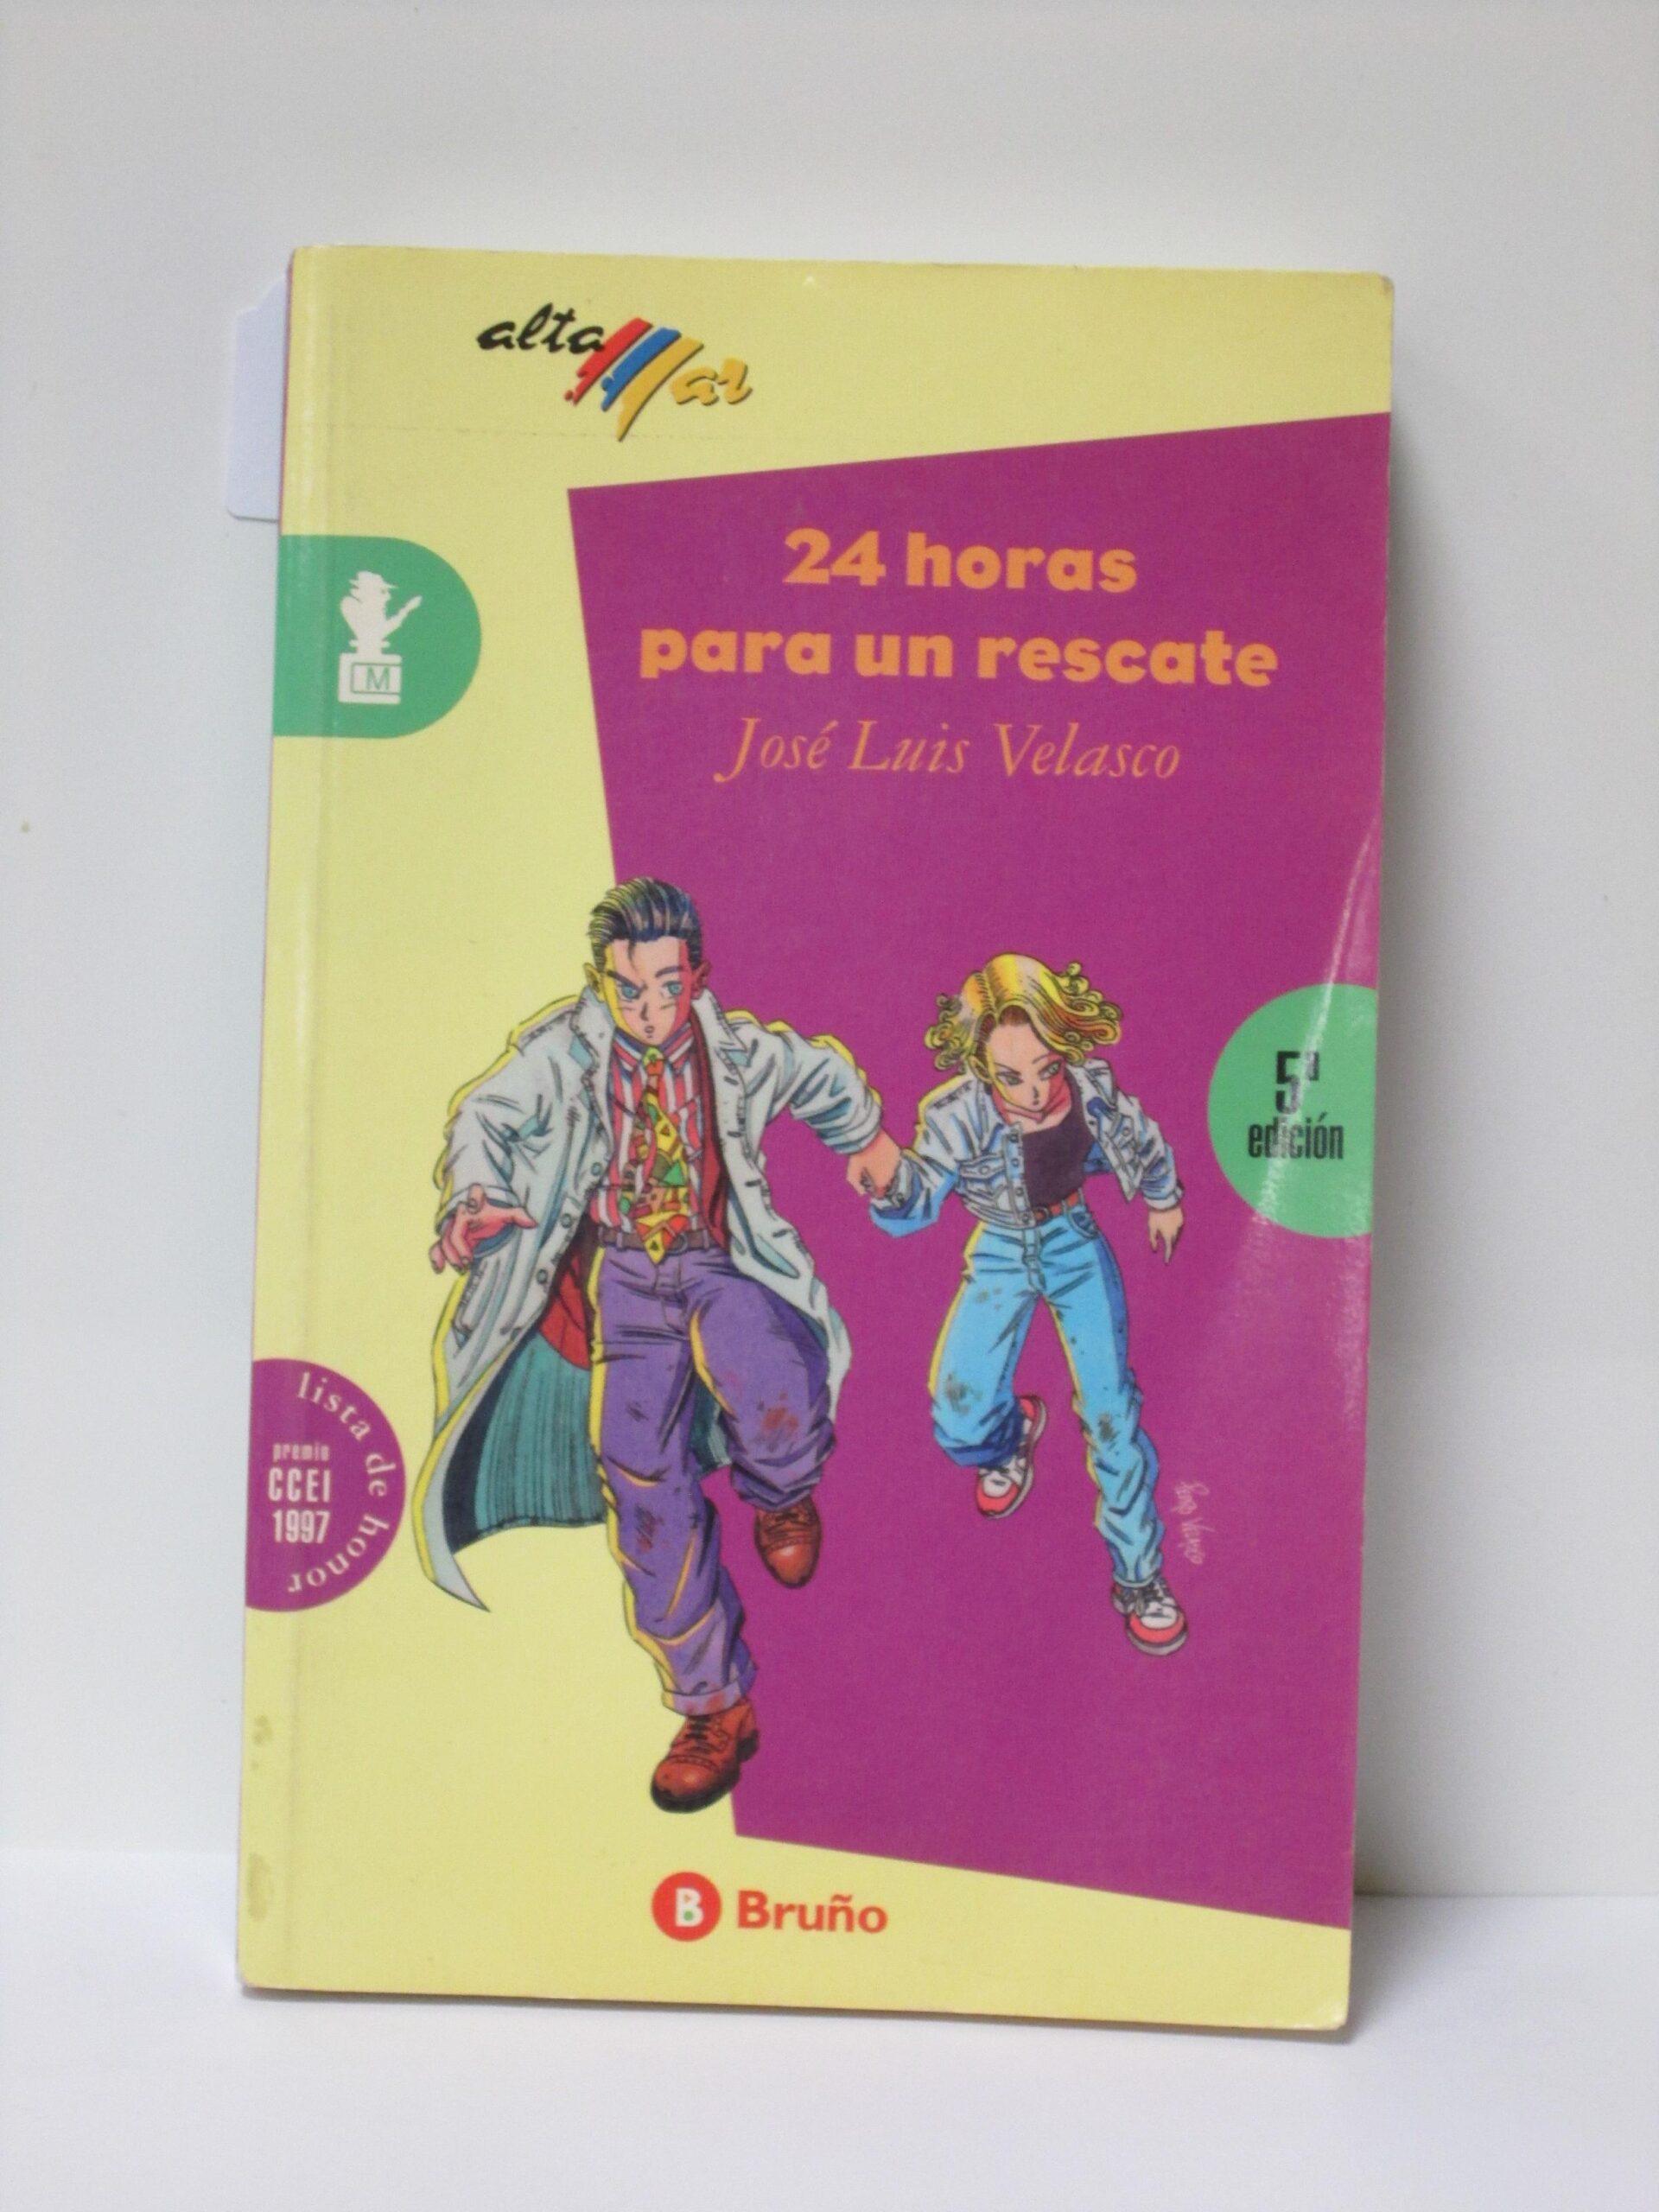 alta Mar
24 horas
para un rescate
José Luis Velasco
M
5ª
edición
lista de honor
premio
CCEI
1997
B Bruño